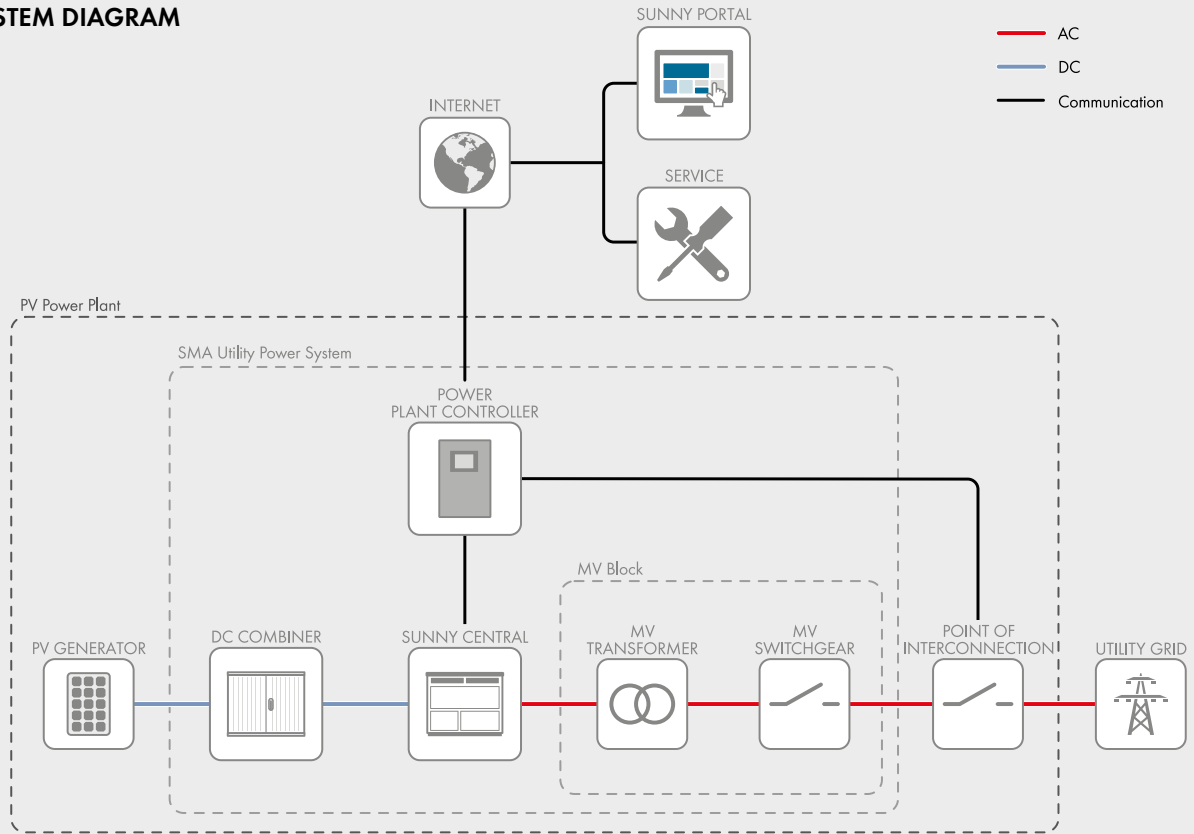 STEM DIAGRAM
SUNNY PORTAL
AC
DC
Communication
INTERNET
SERVICE
PV Power Plant
SMA Utility Power System
POWER
PLANT CONTROLLER
MV Block
PV GENERATOR
DC COMBINER
SUNNY CENTRAL
MV
TRANSFORMER
MV
SWITCHGEAR
POINT OF
INTERCONNECTION
UTILITY GRID